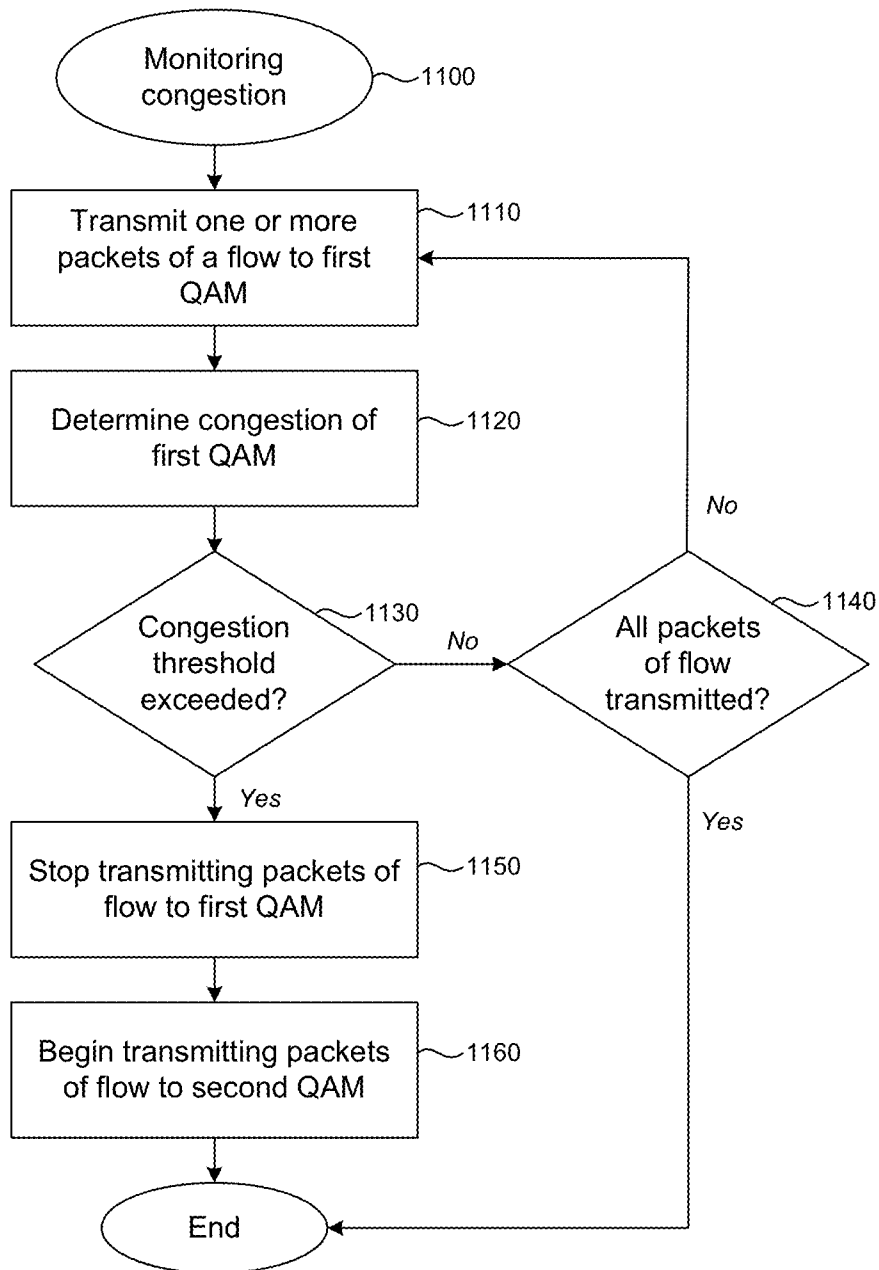 Monitoring
congestion
1100
Transmit one or more
packets of a flow to first
QAM
1110
Determine congestion of
first QAM
1120
Congestion
threshold
exceeded?
1130
No
All packets
of flow
transmitted?
1140
No
Yes
Yes
Stop transmitting packets of
flow to first QAM
1150
Begin transmitting packets
of flow to second QAM
1160
End